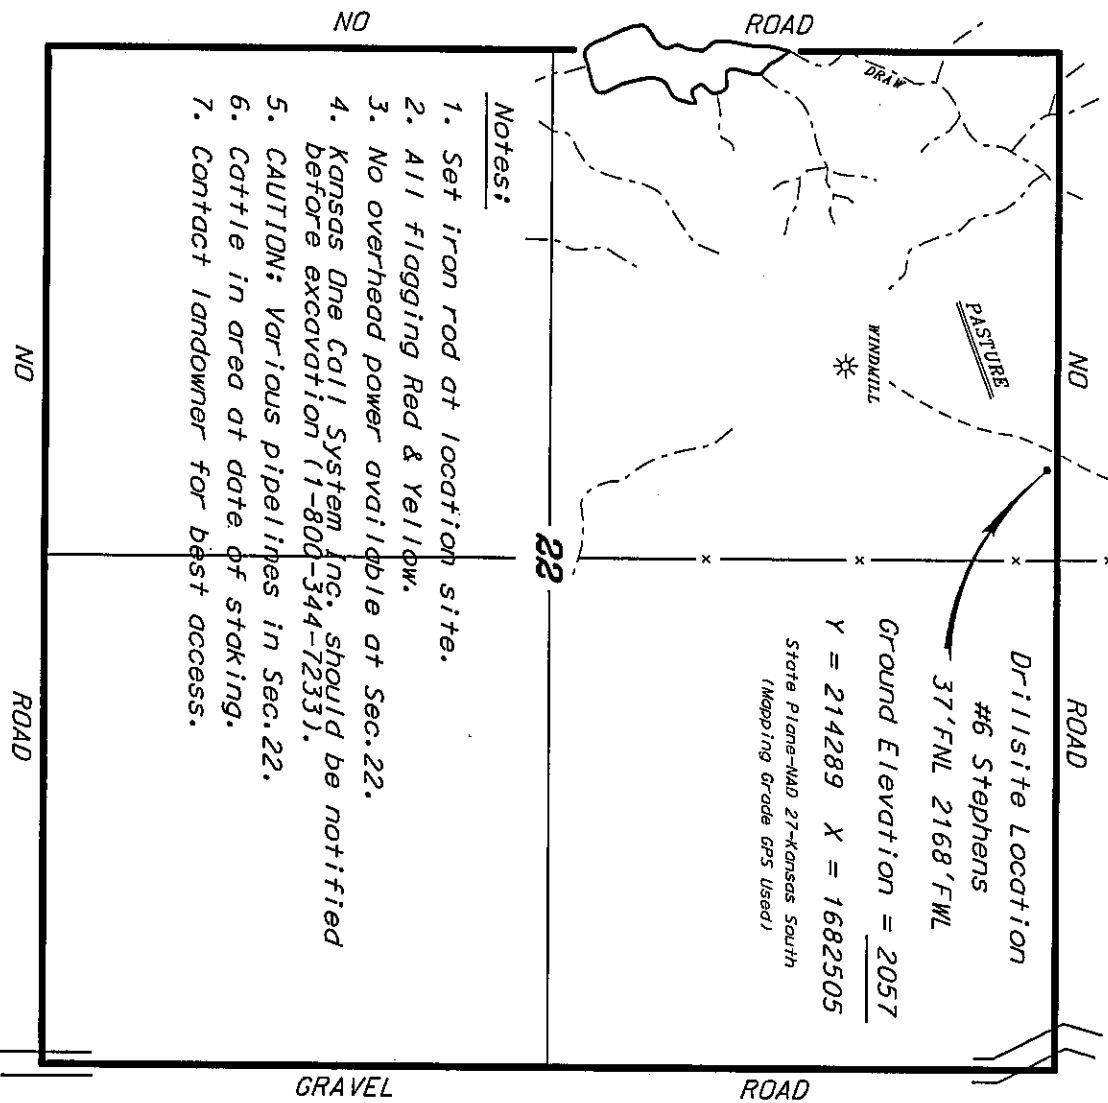 NO ROAD
DRAW
NO ROAD
PASTURE
WINDMILL
Drillsite Location
#6 Stephens
37'FNL 2168'FWL
Ground Elevation = 2057
Y = 214289 X = 1682505
State Plane-NAD 27-Kansas South
(Mapping Grade GPS Used)
22
Notes:
1. Set iron rod at location site.
2. All flagging Red & Yellow.
3. No overhead power available at Sec.22.
4. Kansas One Call System Inc. should be notified
before excavation (1-800-344-7233).
5. CAUTION: Various pipelines in Sec.22.
6. Cattle in area at date of staking.
7. Contact landowner for best access.
NO ROAD
GRAVEL ROAD